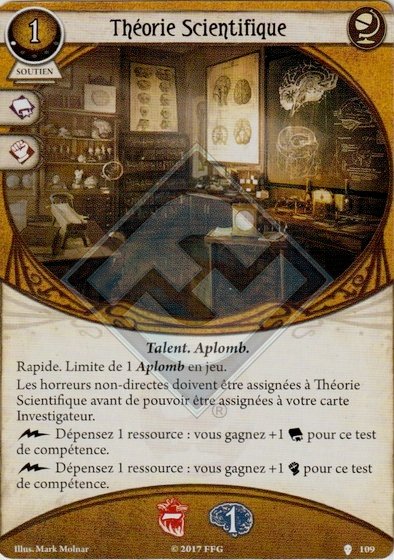 1
Théorie Scientifique
SOUTIEN
Talent. Aplomb.
Rapide. Limite de 1 Aplomb en jeu.
Les horreurs non-directes doivent être assignées à Théorie
Scientifique avant de pouvoir être assignées à votre carte
Investigateur.
Dépensez 1 ressource : vous gagnez +1 pour ce test
de compétence.
Dépensez 1 ressource : vous gagnez +1 pour ce test
de compétence.
®
– 1
Illus. Mark Molnar © 2017 FFG 109